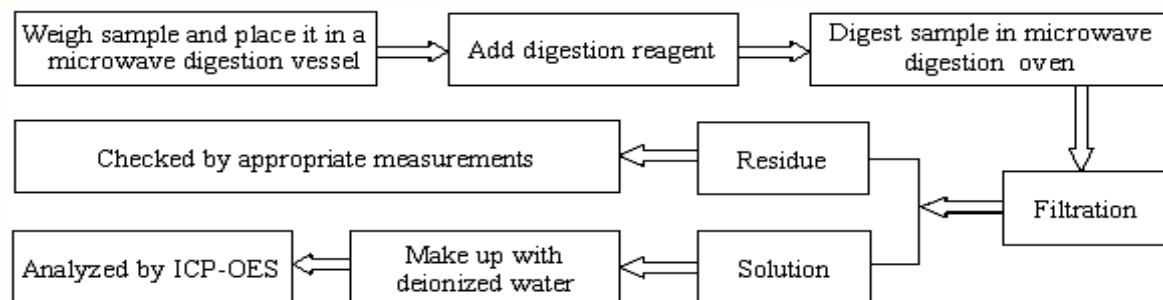 Weigh sample and place it in a
microwave digestion vessel
Add digestion reagent
Digest sample in microwave
digestion oven
Checked by appropriate measurements
Residue
Filtration
Analyzed by ICP-OES
Make up with
deionized water
Solution